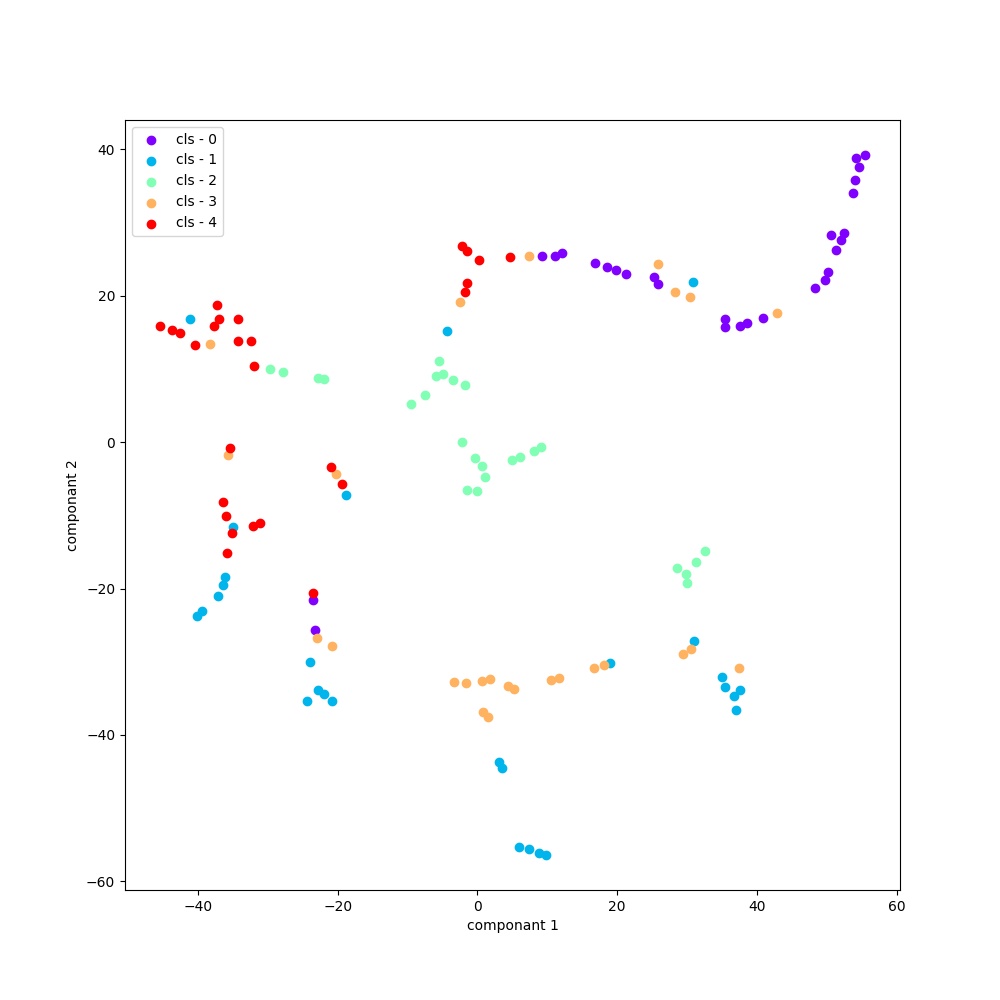 cls - 0
cls - 1
cls - 2
cls - 3
cls - 4
40
20
0
−20
−40
−60
componant 2
−40 −20 0 20 40 60
componant 1